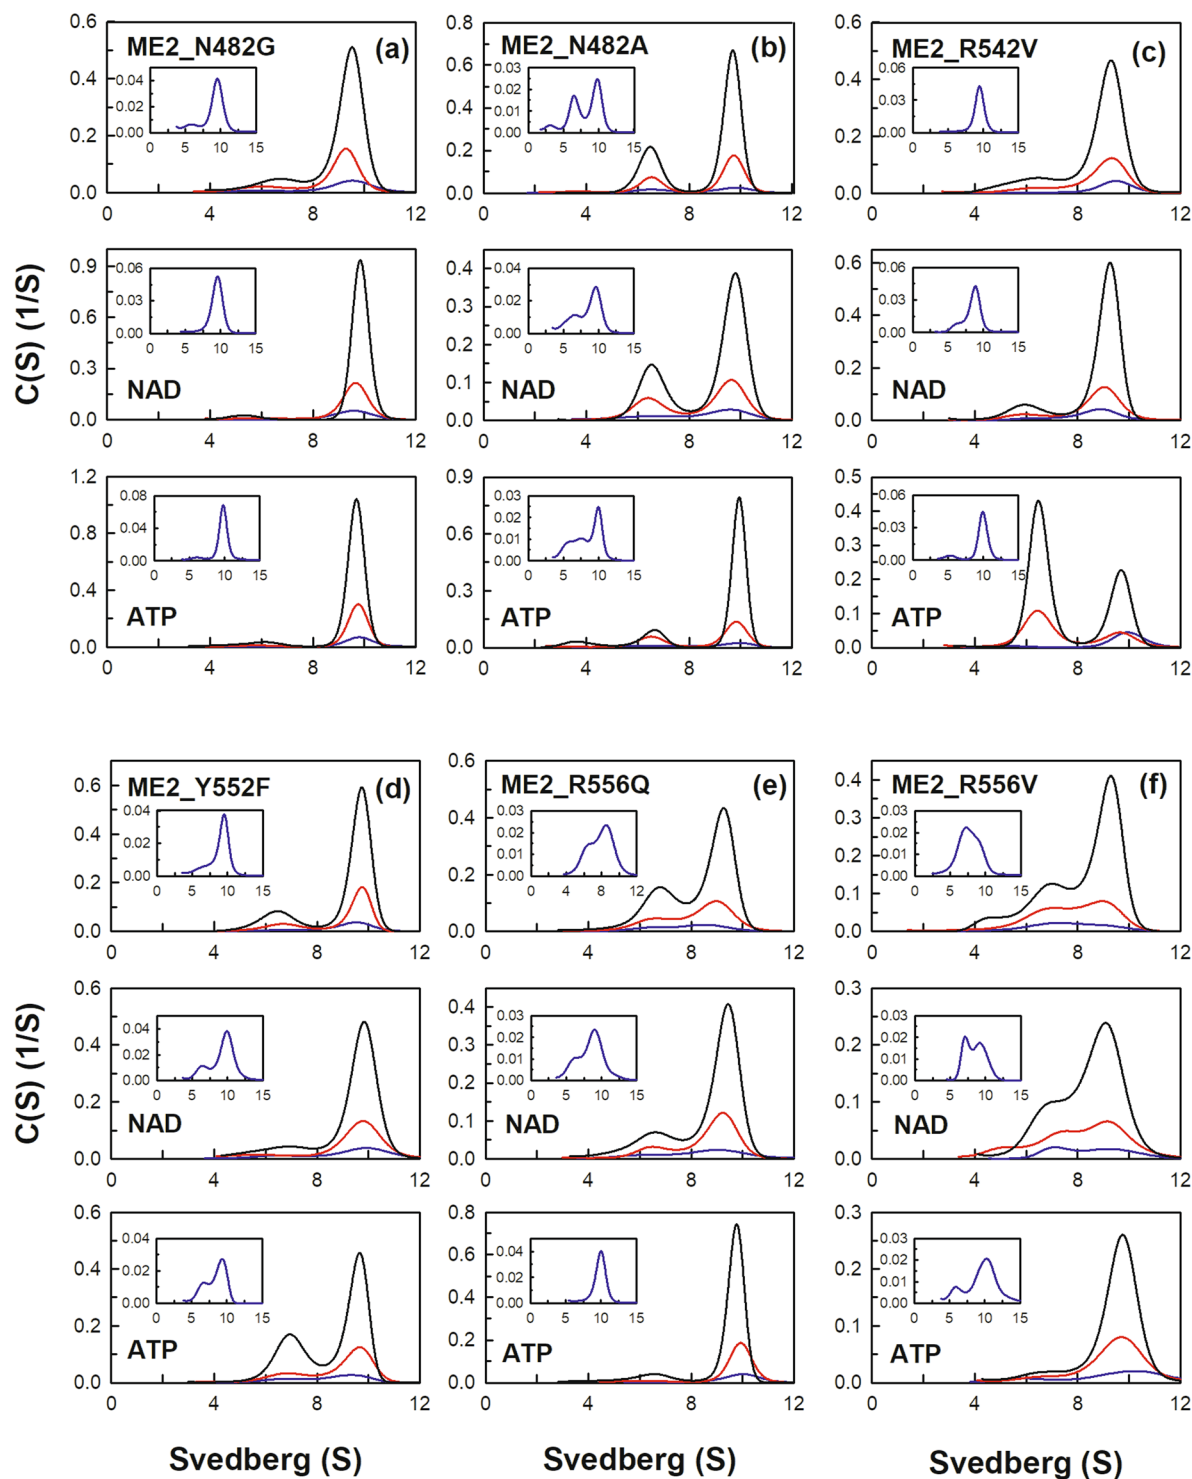 ME2_N482G (a)
0.6
0.4
0.2
0.0
0 4 8 12
0.04
0.02
0.00
0 5 10 15
ME2_N482A (b)
0.8
0.6
0.4
0.2
0.0
0 4 8 12
0.03
0.02
0.01
0.00
0 5 10 15
ME2_R542V (c)
0.6
0.4
0.2
0.0
0 4 8 12
0.06
0.03
0.00
0 5 10 15
C(S) (1/S)
NAD
0.9
0.6
0.3
0.0
0 4 8 12
0.06
0.03
0.00
0 5 10 15
NAD
0.4
0.3
0.2
0.1
0.0
0 4 8 12
0.04
0.02
0.00
0 5 10 15
NAD
0.6
0.4
0.2
0.0
0 4 8 12
0.06
0.03
0.00
0 5 10 15
ATP
1.2
0.8
0.4
0.0
0 4 8 12
0.08
0.04
0.00
0 5 10 15
ATP
0.9
0.6
0.3
0.0
0 4 8 12
0.03
0.02
0.01
0.00
0 5 10 15
ATP
0.5
0.4
0.3
0.2
0.1
0.0
0 4 8 12
0.06
0.03
0.00
0 5 10 15
ME2_Y552F (d)
0.6
0.4
0.2
0.0
0 4 8 12
0.04
0.02
0.00
0 5 10 15
ME2_R556Q (e)
0.6
0.4
0.2
0.0
0 4 8 12
0.03
0.02
0.01
0.00
0 4 8 12
ME2_R556V (f)
0.4
0.3
0.2
0.1
0.0
0 4 8 12
0.03
0.02
0.01
0.00
0 5 10 15
C(S) (1/S)
NAD
0.6
0.4
0.2
0.0
0 4 8 12
0.04
0.02
0.00
0 5 10 15
NAD
0.4
0.3
0.2
0.1
0.0
0 4 8 12
0.03
0.02
0.01
0.00
0 5 10 15
NAD
0.3
0.2
0.1
0.0
0 4 8 12
0.03
0.02
0.01
0.00
0 5 10 15
ATP
0.6
0.4
0.2
0.0
0 4 8 12
0.04
0.02
0.00
0 5 10 15
ATP
0.8
0.6
0.4
0.2
0.0
0 4 8 12
0.04
0.02
0.00
0 5 10 15
ATP
0.3
0.2
0.1
0.0
0 4 8 12
0.03
0.02
0.01
0.00
0 5 10 15
Svedberg (S) Svedberg (S) Svedberg (S)